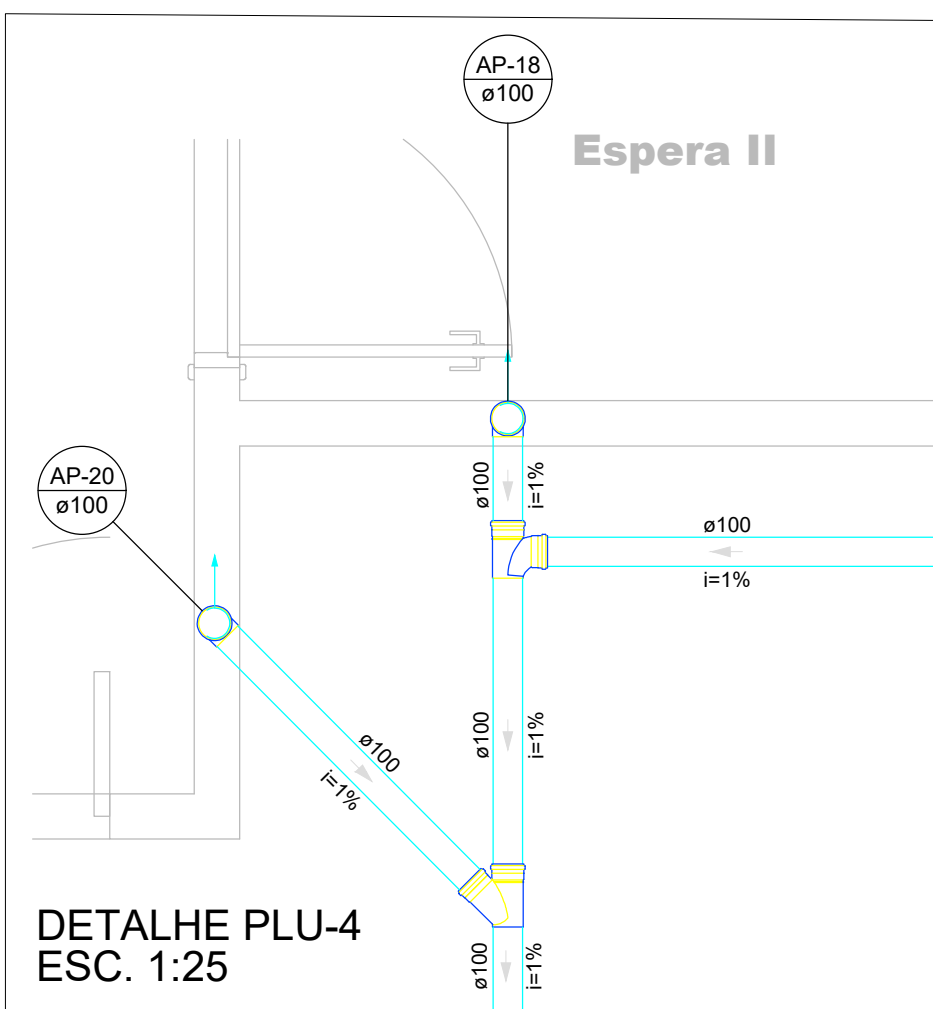 AP-18
ø100
Espera II
AP-20
ø100
ø100
i=1%
ø100
i=1%
ø100
i=1%
ø100
i=1%
DETALHE PLU-4
ESC. 1:25
ø100
i=1%